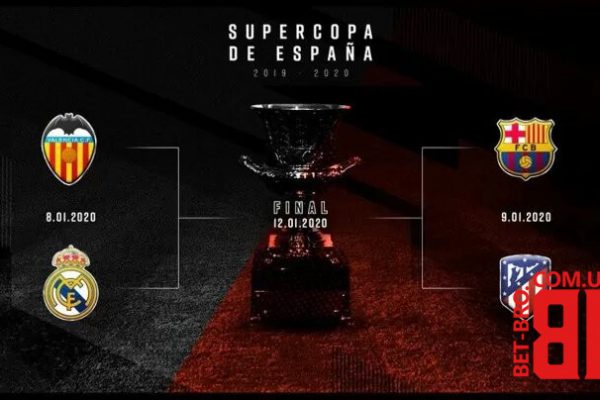 SUPERCOPA
DE ESPAÑA
2019 - 2020
VALENCIA C.F
FCB
8.01.2020
FINAL
12.01.2020
9.01.2020
BET-BRO.COM.U